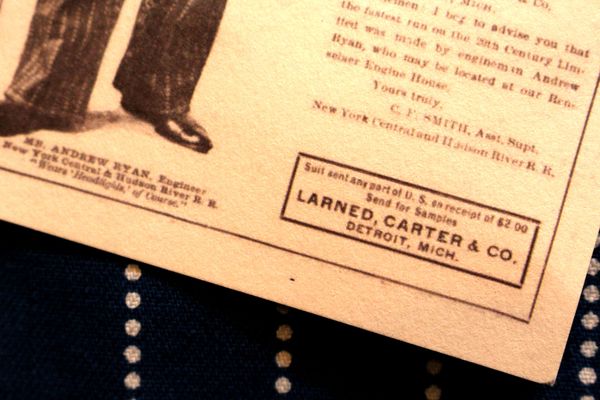 & Co.
MICH.
I beg to advise you that
the fastest run on the 20th Century Lim-
ited was made by engineman Andrew
Ryan, who may be located at our Ren-
selser Engine House.
Yours truly,
C. F. SMITH, Asst. Supt.
New York Central and Hudson River R. R.
MR. ANDREW RYAN, Engineer
New York Central & Hudson River R. R.
"Wears 'Headlights,' of Course."
Suit sent any part of U. S. on receipt of $2.00
Send for Samples
LARNED, CARTER & CO.
DETROIT, MICH.